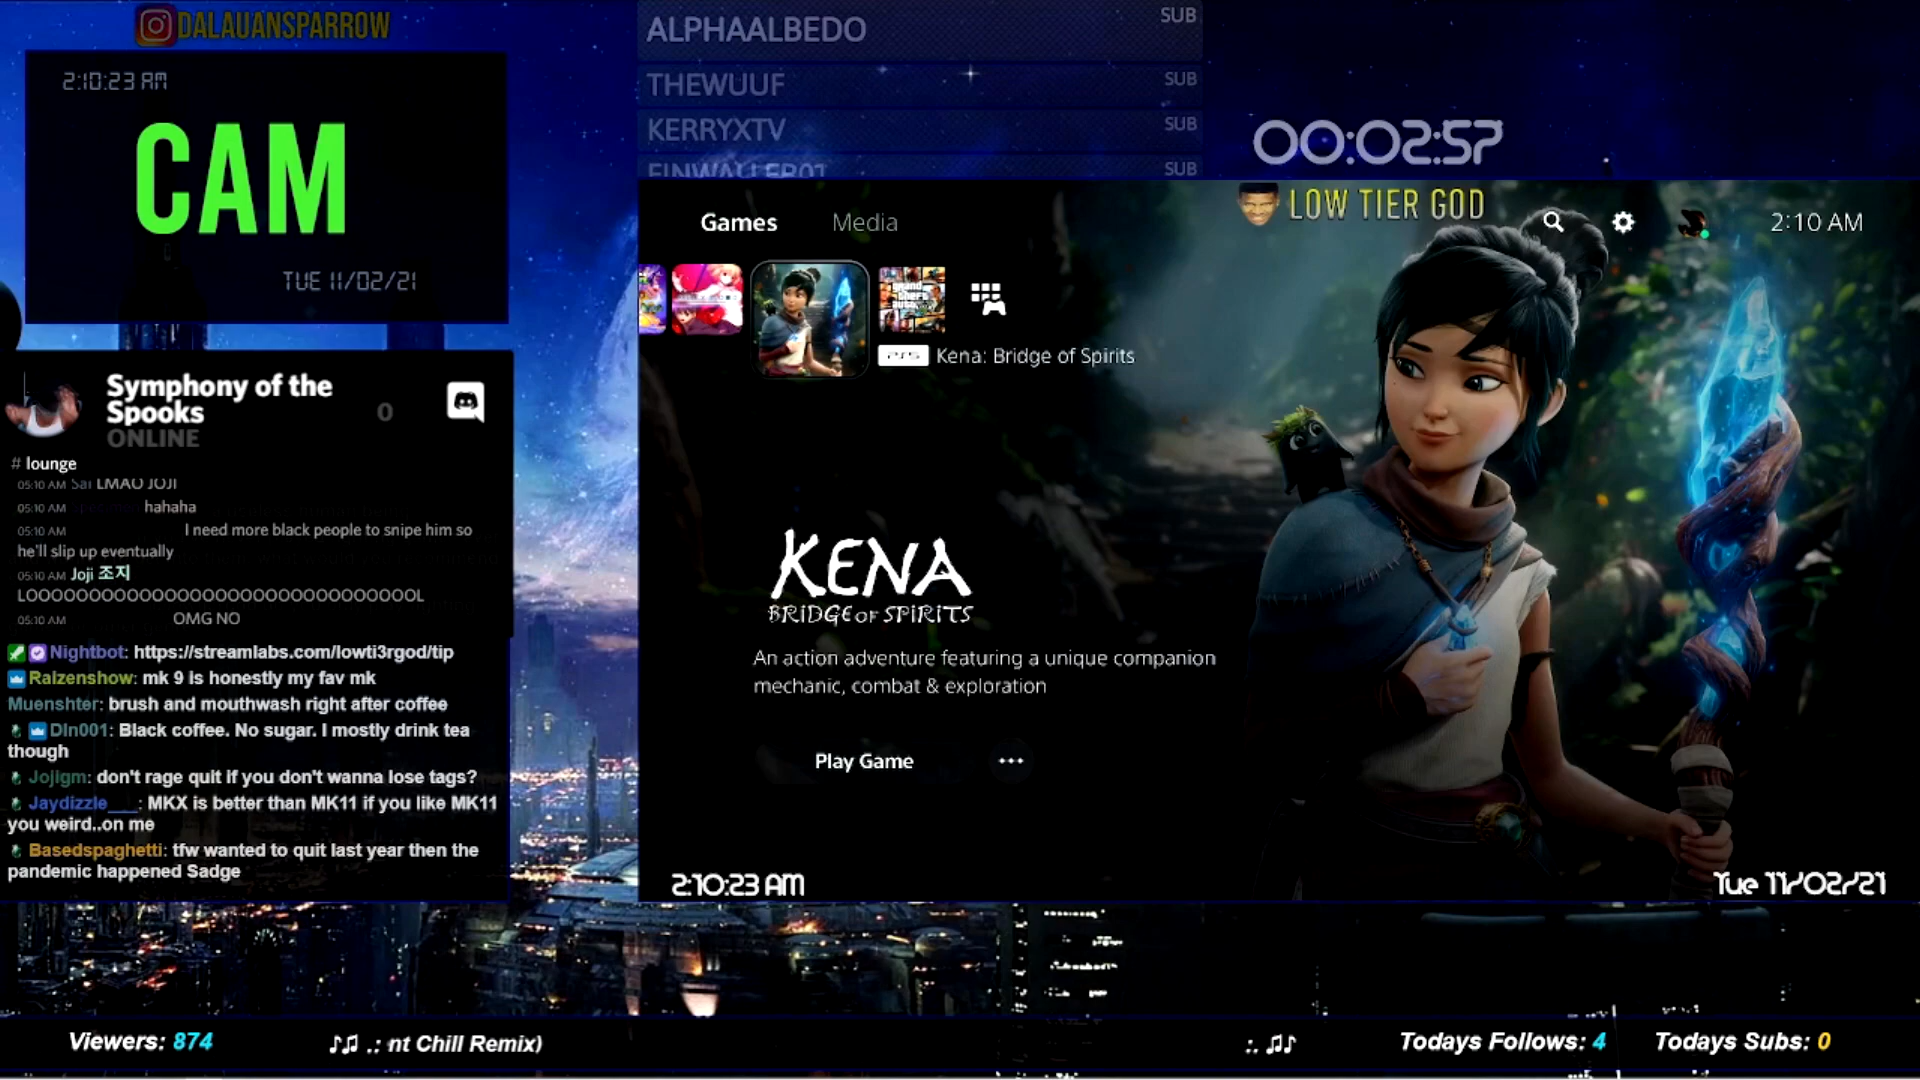 DALAUANSPARROW
2:10:23 AM
CAM
TUE 11/02/21
ALPHAALBEDO SUB
THEWUUF SUB
KERRYXTV SUB
SUB
00:02:57
LOW TIER GOD
Games Media
2:10 AM
PS5 Kena: Bridge of Spirits
Symphony of the
Spooks
0
ONLINE
# lounge
05:10 AM Sai LMAO JOJI
05:10 AM hahaha
05:10 AM I need more black people to snipe him so
he'll slip up eventually
05:10 AM Joji 조지
LOOOOOOOOOOOOOOOOOOOOOOOOOOOOOOOL
05:10 AM OMG NO
Nightbot: https://streamlabs.com/lowti3rgod/tip
Raizenshow: mk 9 is honestly my fav mk
Muenshter: brush and mouthwash right after coffee
Dln001: Black coffee. No sugar. I mostly drink tea
though
Jojigm: don't rage quit if you don't wanna lose tags?
Jaydizzle___: MKX is better than MK11 if you like MK11
you weird..on me
Basedspaghetti: tfw wanted to quit last year then the
pandemic happened Sadge
KENA
BRIDGE OF SPIRITS
An action adventure featuring a unique companion
mechanic, combat & exploration
Play Game
2:10:23 AM
Tue 11/02/21
Viewers: 874
♪♫ .: nt Chill Remix)
:. ♫♪
Todays Follows: 4
Todays Subs: 0